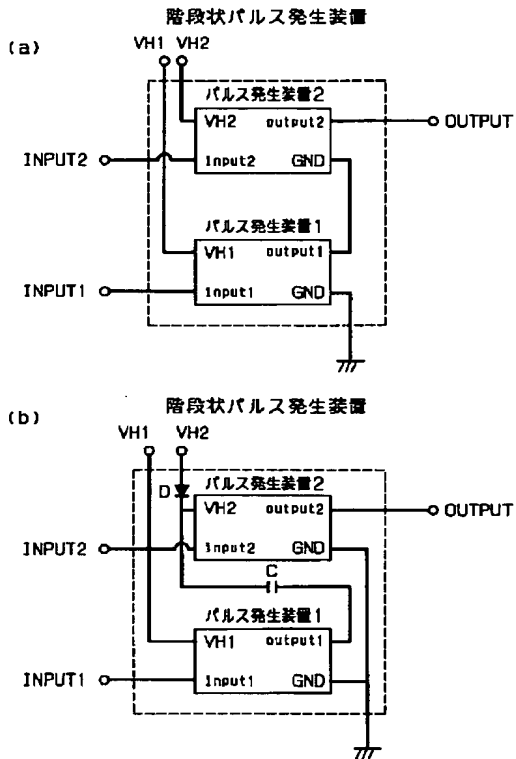 階段状パルス発生装置
(a)
VH1 VH2
パルス発生装置2
VH2 output2
OUTPUT
INPUT2
Input2 GND
パルス発生装置1
VH1 output1
INPUT1
Input1 GND
階段状パルス発生装置
(b)
VH1 VH2
D
パルス発生装置2
VH2 output2
OUTPUT
INPUT2
Input2 GND
C
パルス発生装置1
VH1 output1
INPUT1
Input1 GND